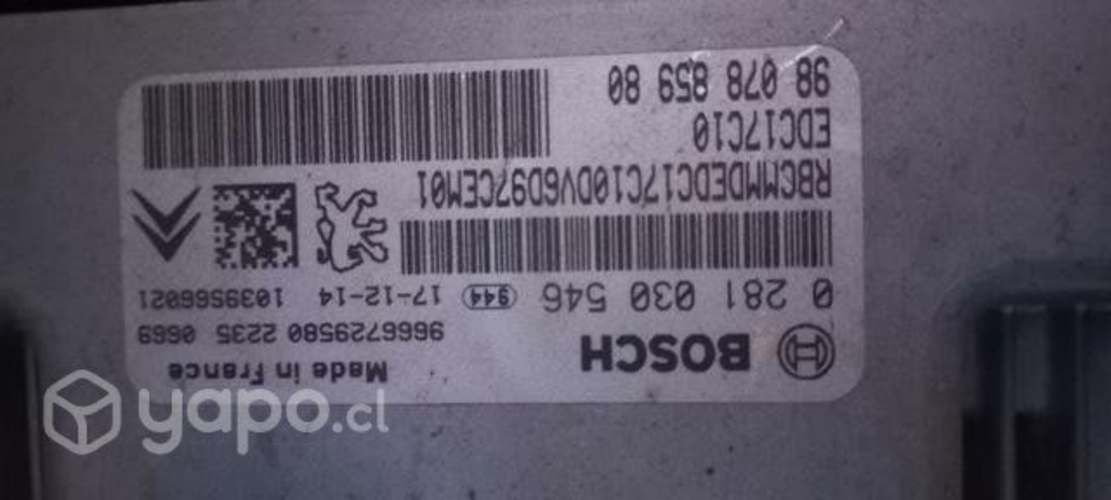 Made in France
BOSCH
9666729580 2235 0669
0 281 030 546 944 17-12-14 1039S66021
RBCMMDEDC17C10DV6D97CEM01
EDC17C10
98 078 859 80
yapo.cl